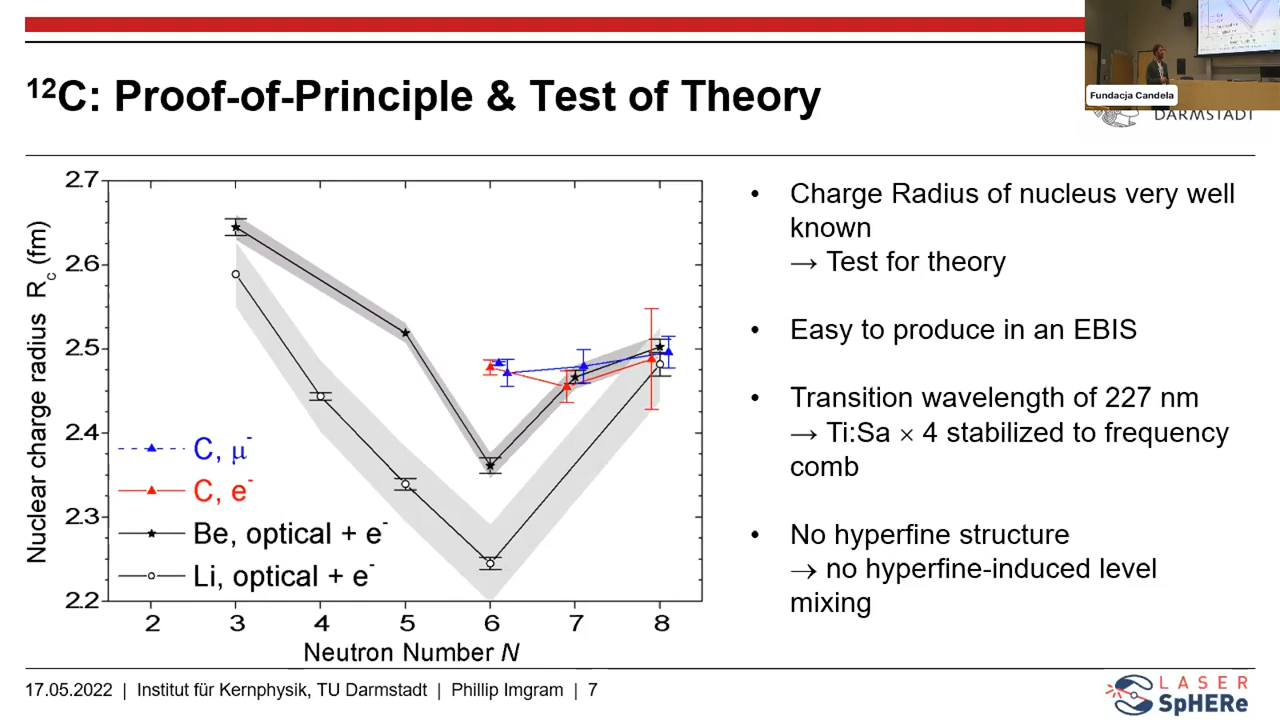 ¹²C: Proof-of-Principle & Test of Theory
Fundacja Candela
DARMSTADT
2.7
2.6
2.5
2.4
2.3
2.2
Nuclear charge radius Rc (fm)
C, μ⁻
C, e⁻
Be, optical + e⁻
Li, optical + e⁻
2 3 4 5 6 7 8
Neutron Number N
• Charge Radius of nucleus very well
known
→ Test for theory
• Easy to produce in an EBIS
• Transition wavelength of 227 nm
→ Ti:Sa × 4 stabilized to frequency
comb
• No hyperfine structure
→ no hyperfine-induced level
mixing
17.05.2022 | Institut für Kernphysik, TU Darmstadt | Phillip Imgram | 7
LASER
SpHERe